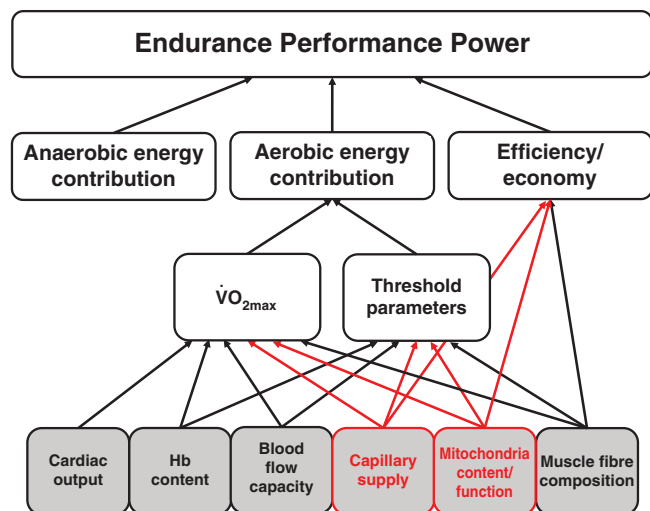 Endurance Performance Power
Anaerobic energy
contribution
Aerobic energy
contribution
Efficiency/
economy
V̇O2max
Threshold
parameters
Cardiac
output
Hb
content
Blood
flow
capacity
Capillary
supply
Mitochondria
content/
function
Muscle fibre
composition